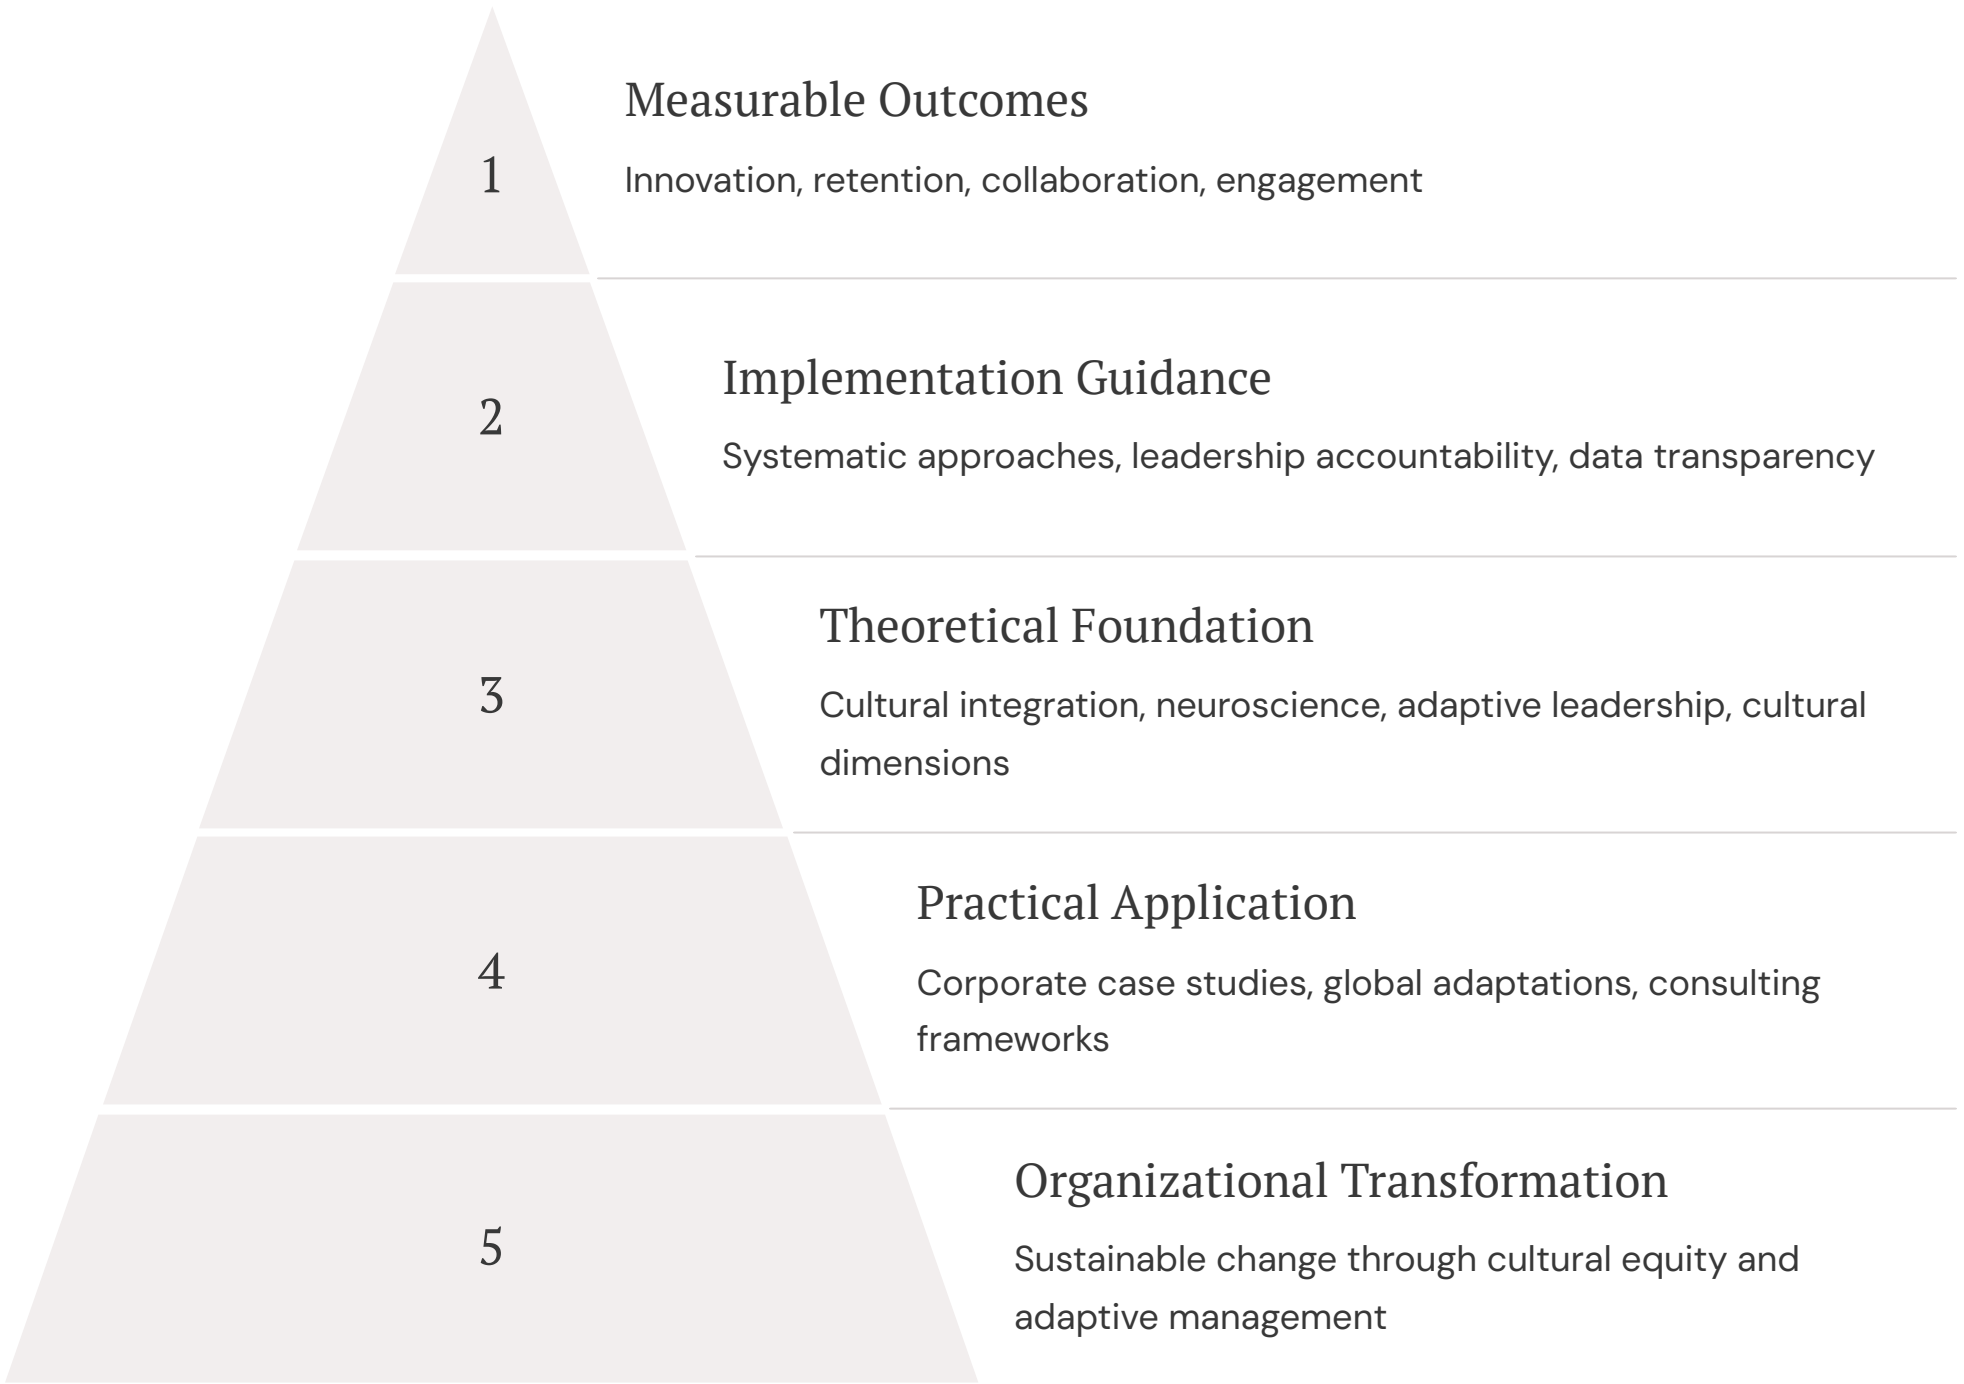 1
Measurable Outcomes
Innovation, retention, collaboration, engagement
2
Implementation Guidance
Systematic approaches, leadership accountability, data transparency
3
Theoretical Foundation
Cultural integration, neuroscience, adaptive leadership, cultural
dimensions
4
Practical Application
Corporate case studies, global adaptations, consulting
frameworks
5
Organizational Transformation
Sustainable change through cultural equity and
adaptive management